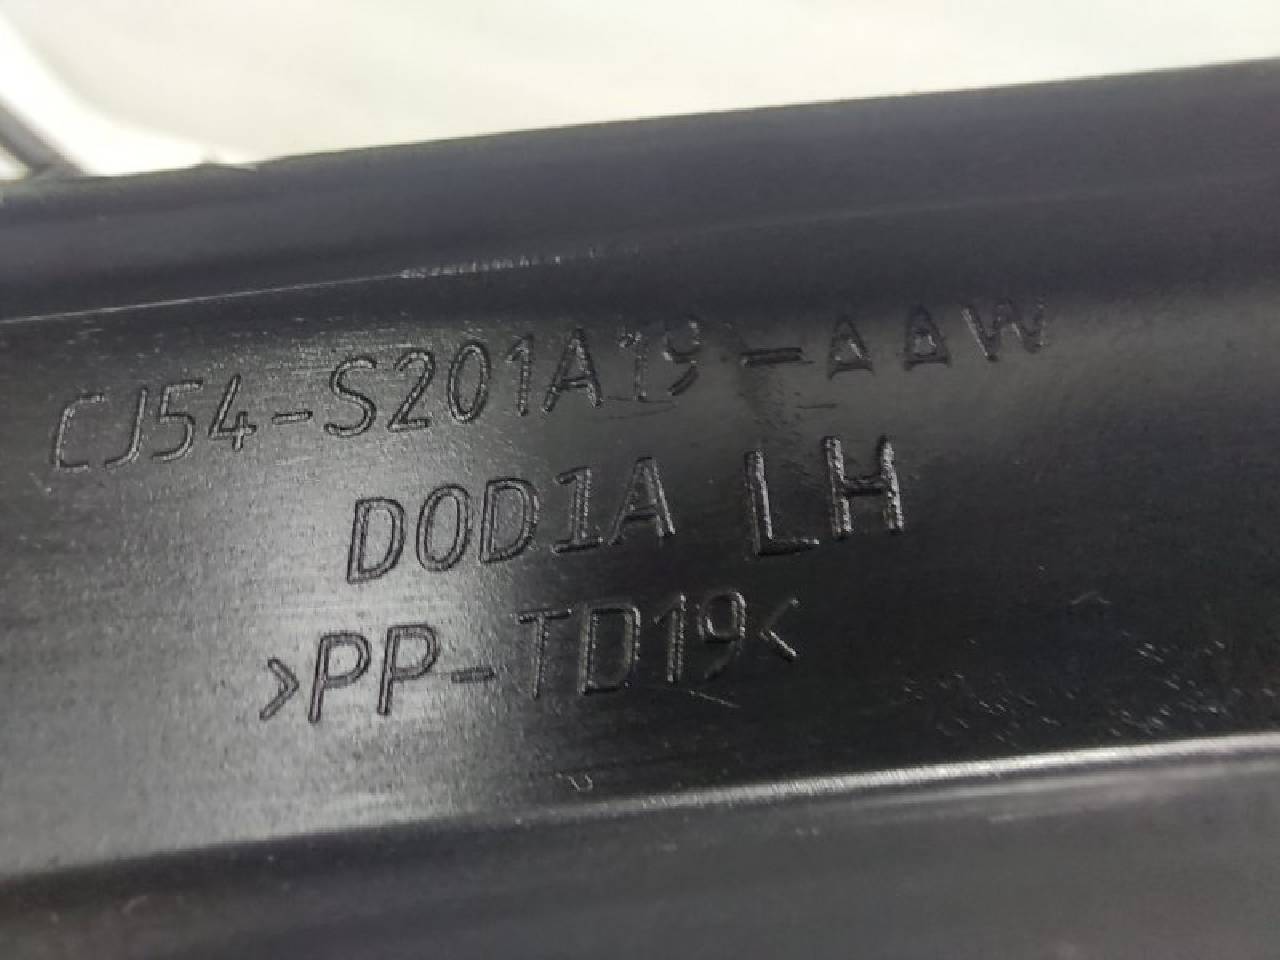 CJ54-S201A19-AAW
D0D1A LH
>PP-TD19<